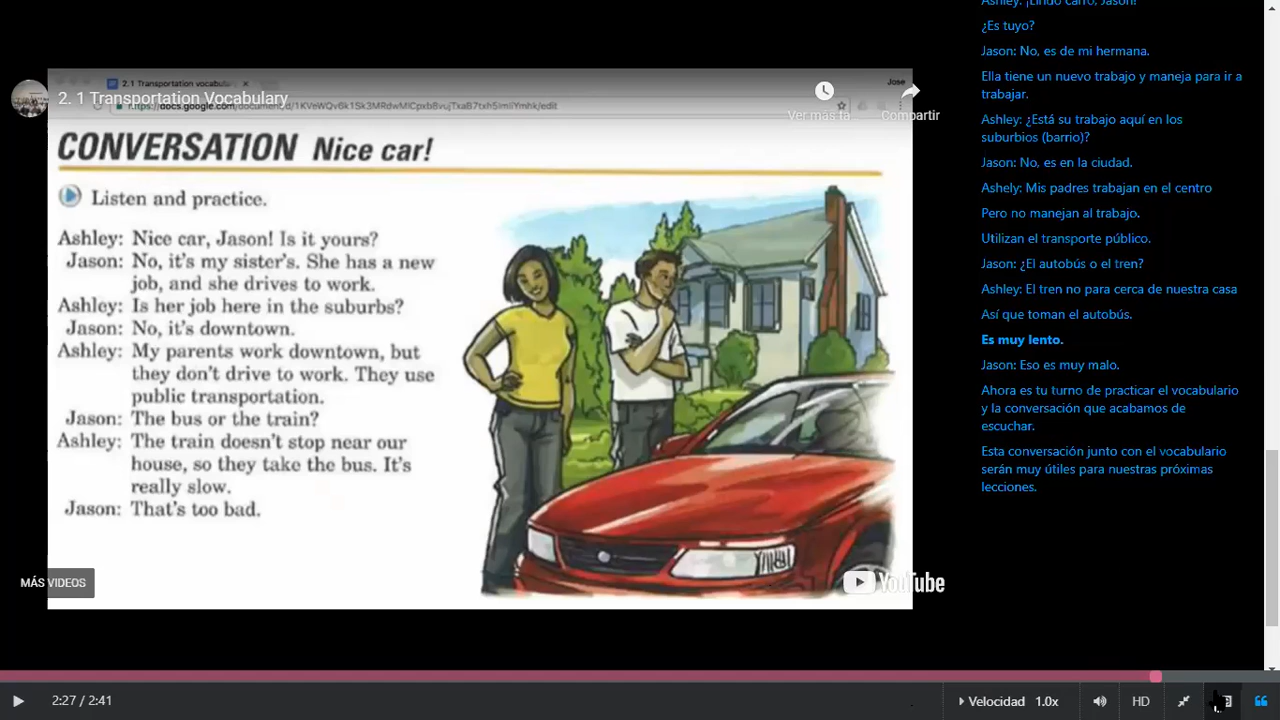 2. 1 Transportation vocabulary
Jose
2. 1 Transportation Vocabulary
Ver más ta...
Compartir
CONVERSATION Nice car!
Listen and practice.
Ashley: Nice car, Jason! Is it yours?
Jason: No, it's my sister's. She has a new
job, and she drives to work.
Ashley: Is her job here in the suburbs?
Jason: No, it's downtown.
Ashley: My parents work downtown, but
they don't drive to work. They use
public transportation.
Jason: The bus or the train?
Ashley: The train doesn't stop near our
house, so they take the bus. It's
really slow.
Jason: That's too bad.
MÁS VIDEOS
YouTube
Ashley: ¡Lindo carro, Jason!
¿Es tuyo?
Jason: No, es de mi hermana.
Ella tiene un nuevo trabajo y maneja para ir a
trabajar.
Ashley: ¿Está su trabajo aquí en los
suburbios (barrio)?
Jason: No, es en la ciudad.
Ashely: Mis padres trabajan en el centro
Pero no manejan al trabajo.
Utilizan el transporte público.
Jason: ¿El autobús o el tren?
Ashley: El tren no para cerca de nuestra casa
Así que toman el autobús.
Es muy lento.
Jason: Eso es muy malo.
Ahora es tu turno de practicar el vocabulario
y la conversación que acabamos de
escuchar.
Esta conversación junto con el vocabulario
serán muy útiles para nuestras próximas
lecciones.
2:27 / 2:41
Velocidad 1.0x
HD